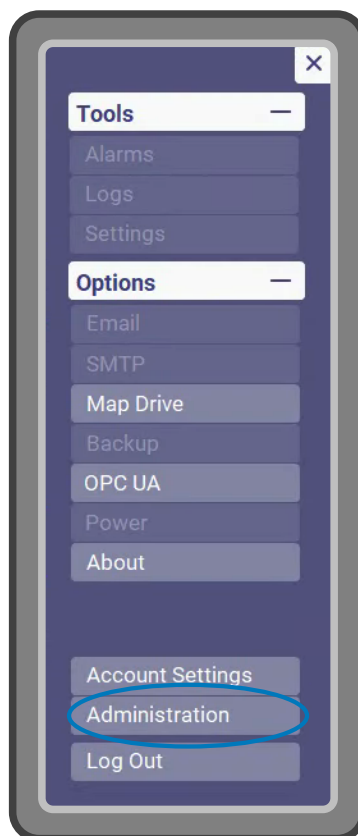 Tools
Alarms
Logs
Settings
Options
Email
SMTP
Map Drive
Backup
OPC UA
Power
About
Account Settings
Administration
Log Out